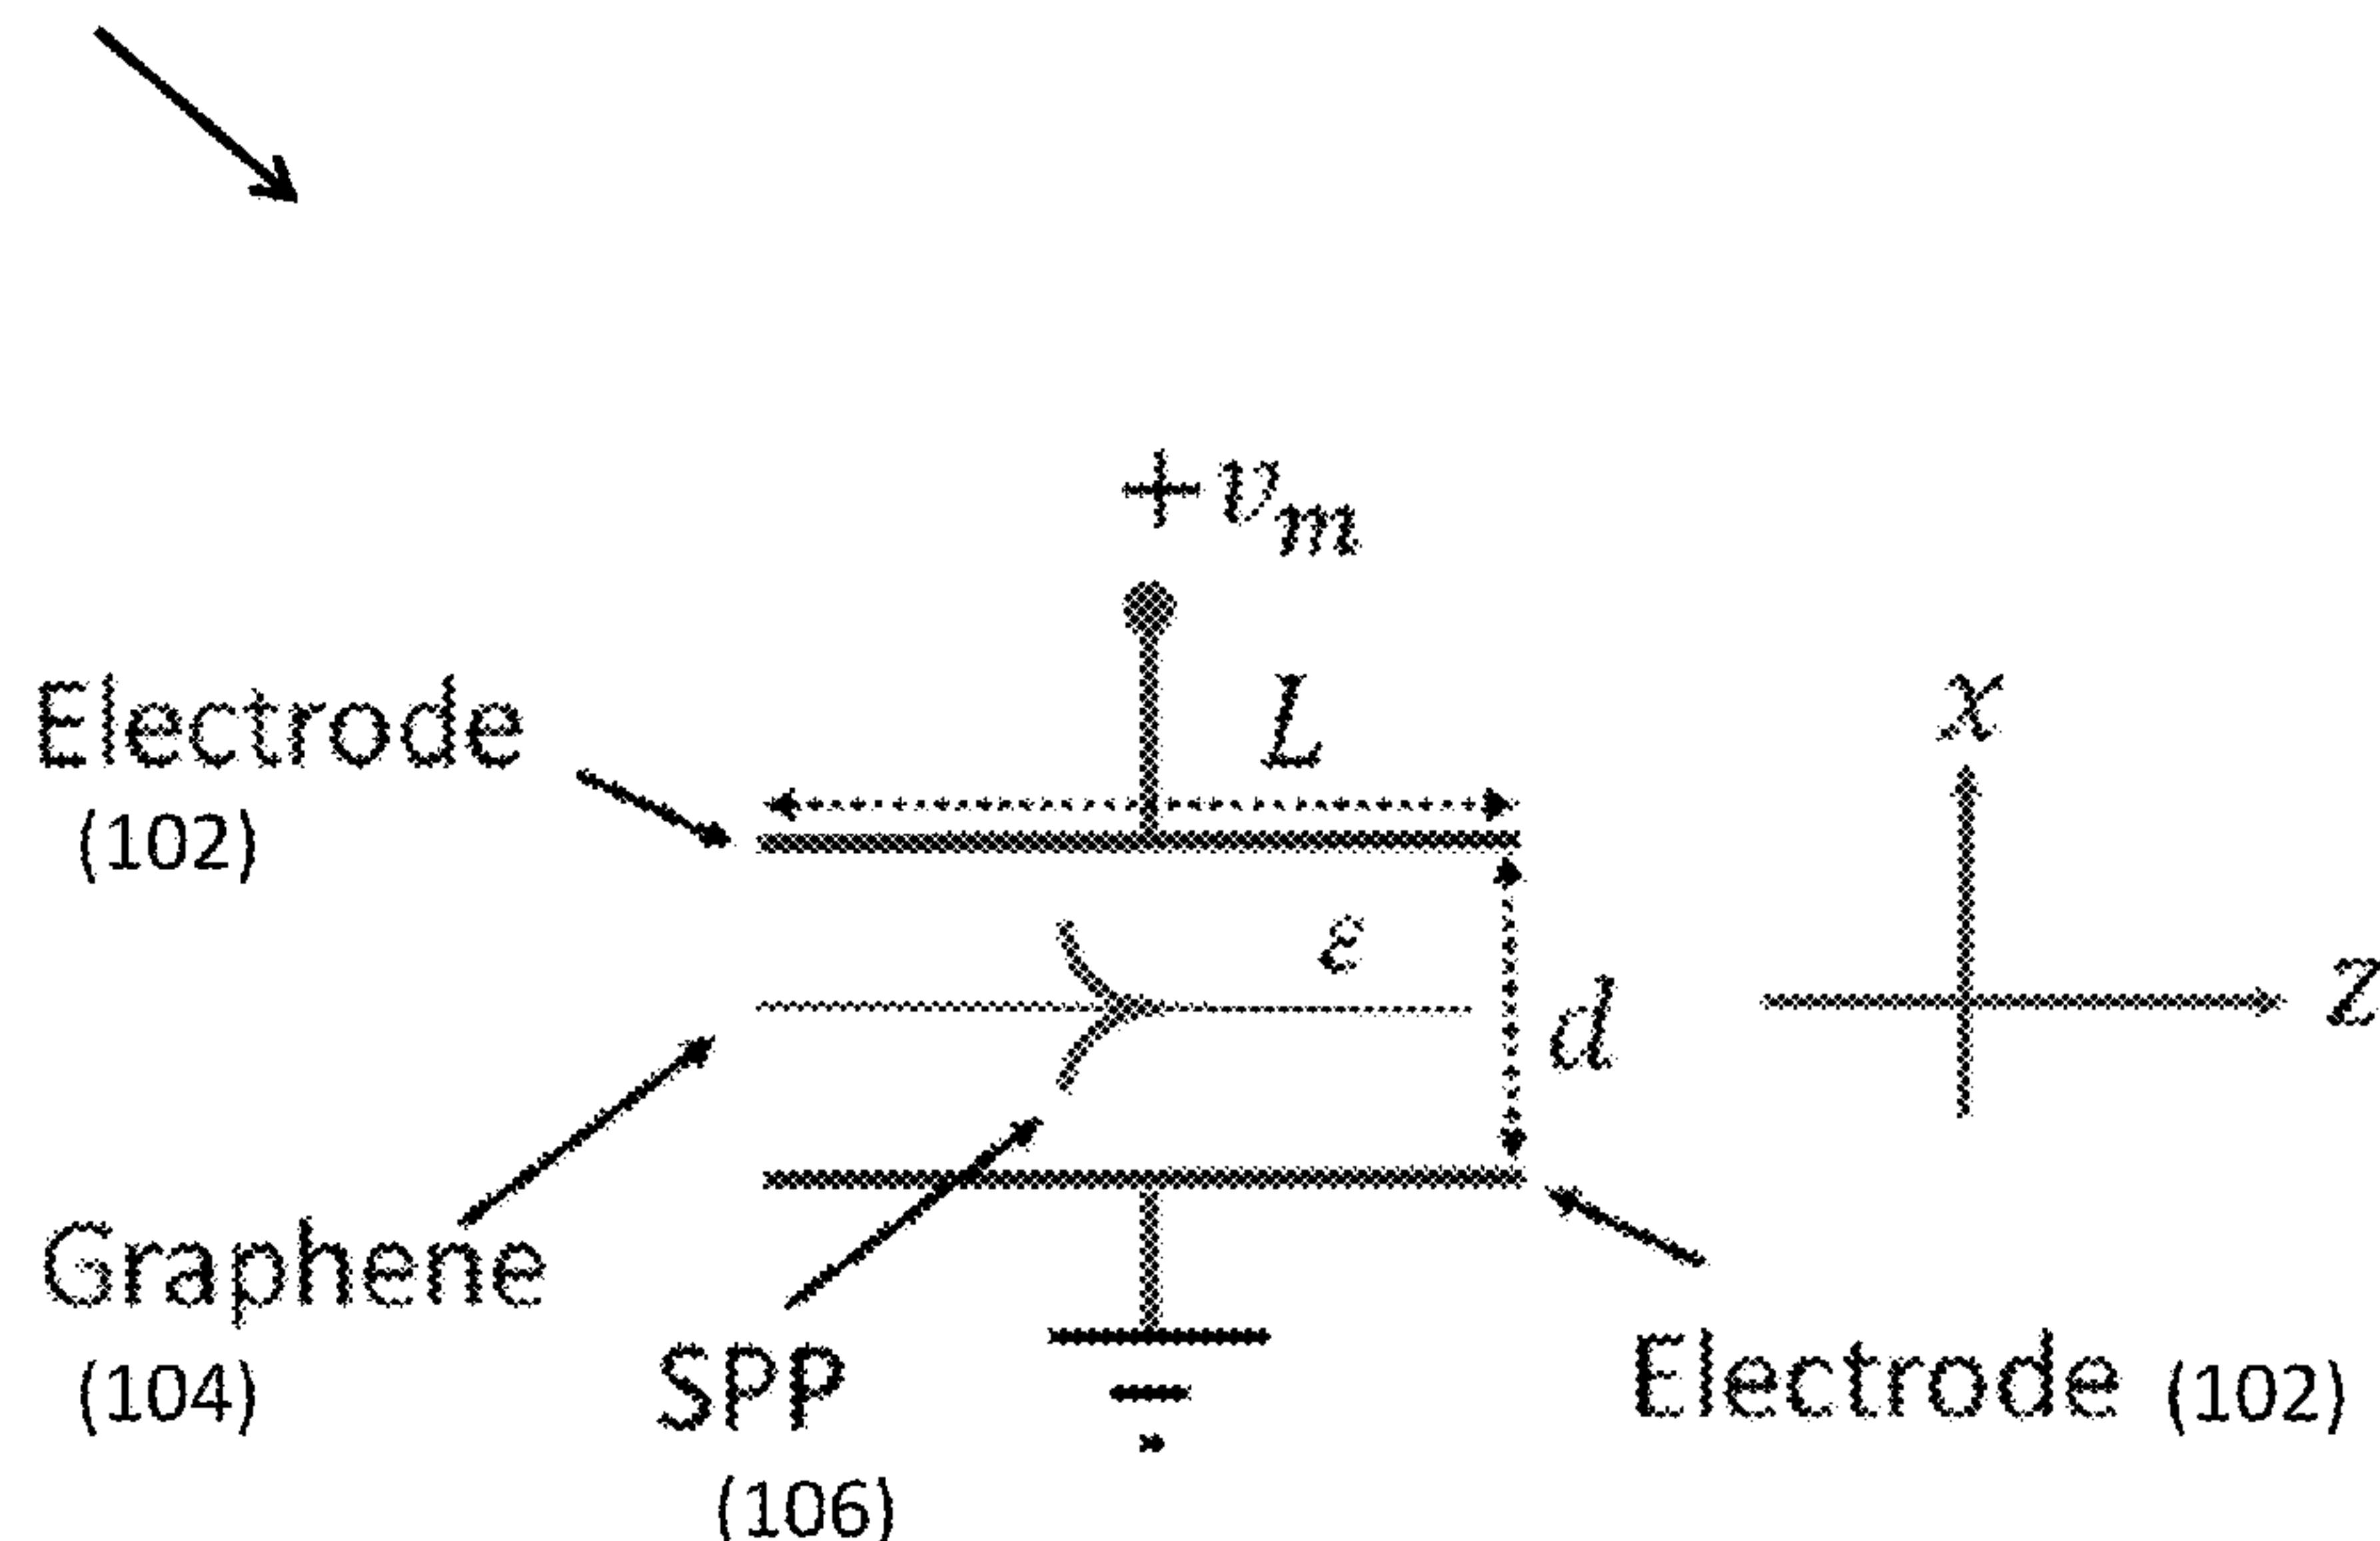 +v_m
Electrode
(102)
L
x
ε
d
z
Graphene
(104)
SPP
(106)
Electrode (102)